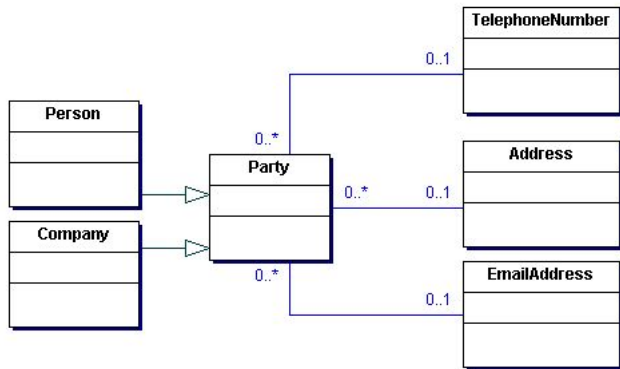 TelephoneNumber
0..1
Person
0..*
Party
Address
0..*
0..1
Company
0..*
EmailAddress
0..1